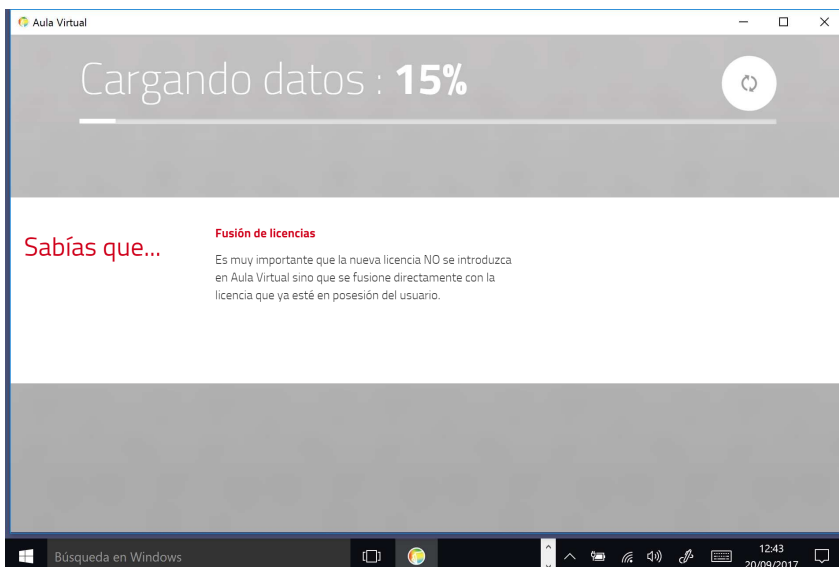 Aula Virtual
Cargando datos : 15%
Sabías que...
Fusión de licencias
Es muy importante que la nueva licencia NO se introduzca
en Aula Virtual sino que se fusione directamente con la
licencia que ya esté en posesión del usuario.
Búsqueda en Windows
12:43
20/09/2017